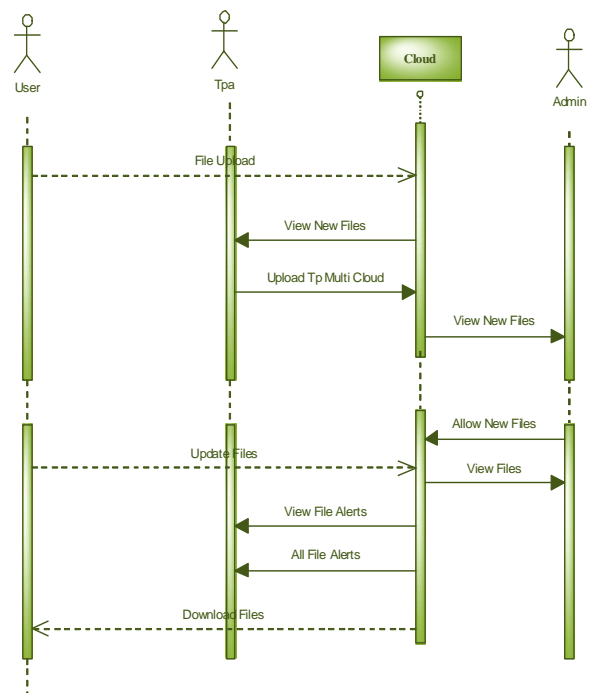 User
Tpa
Cloud
Admin
File Upload
View New Files
Upload Tp Multi Cloud
View New Files
Allow New Files
Update Files
View Files
View File Alerts
All File Alerts
Download Files